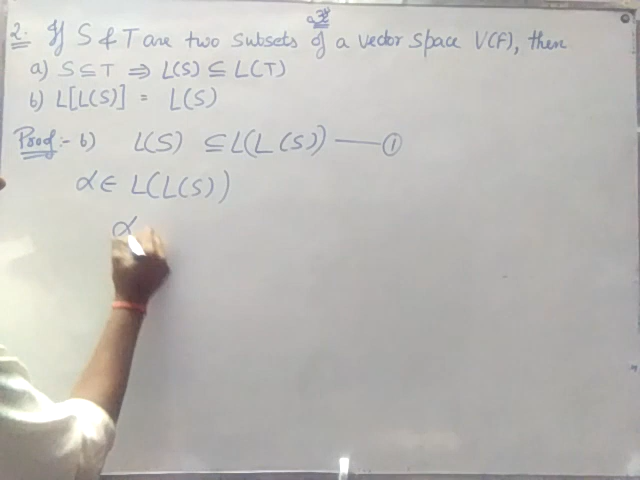 2. If S & T are two subsets of a vector space V(F), then
a) S ⊆ T ⇒ L(S) ⊆ L(T)
b) L[L(S)] = L(S)
Proof:- b) L(S) ⊆ L(L(S)) —— ①
α ∈ L(L(S))
α